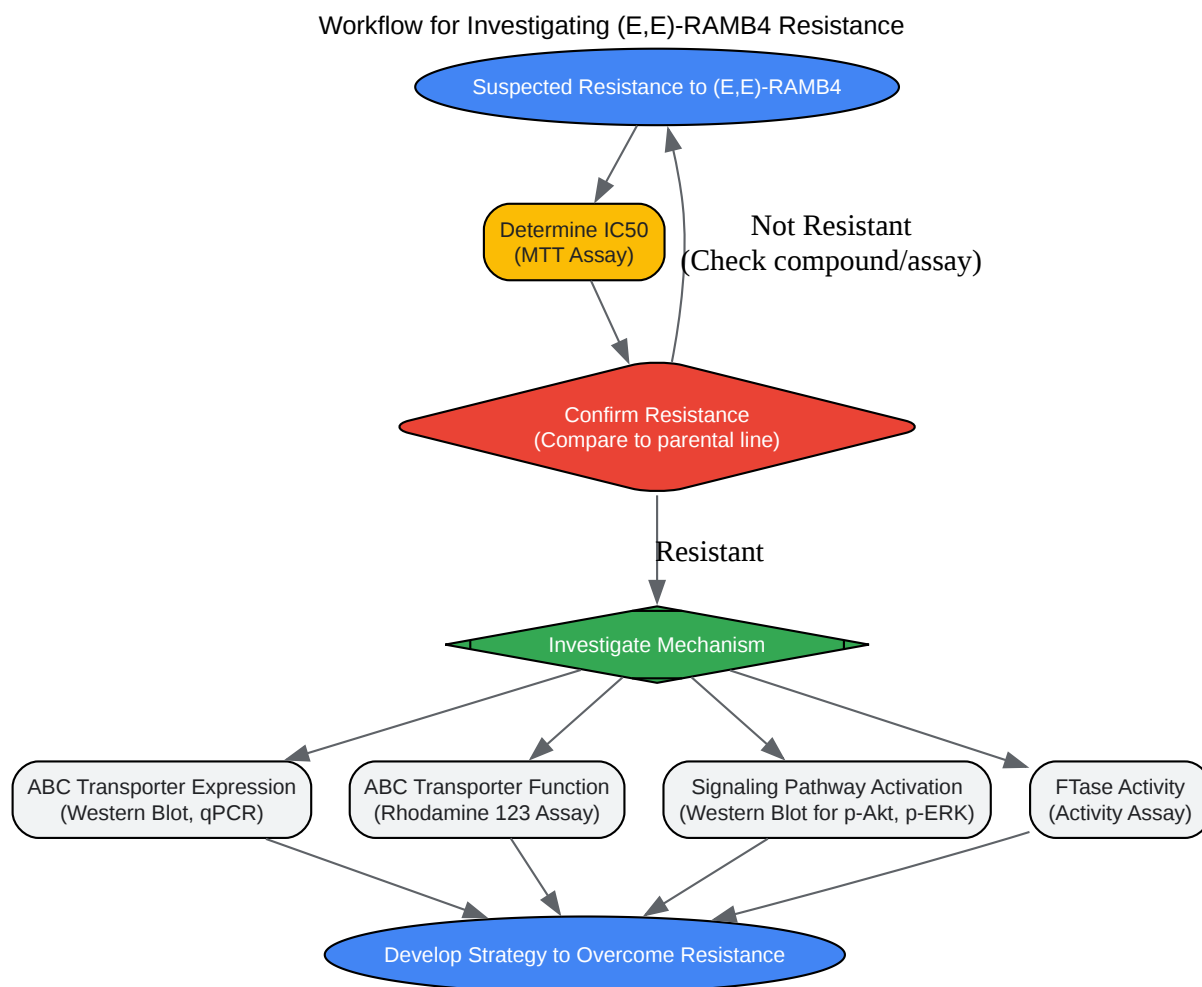 Workflow for Investigating (E,E)-RAMB4 Resistance
Suspected Resistance to (E,E)-RAMB4
Determine IC50
(MTT Assay)
Not Resistant
(Check compound/assay)
Confirm Resistance
(Compare to parental line)
Resistant
Investigate Mechanism
ABC Transporter Expression
(Western Blot, qPCR)
ABC Transporter Function
(Rhodamine 123 Assay)
Signaling Pathway Activation
(Western Blot for p-Akt, p-ERK)
FTase Activity
(Activity Assay)
Develop Strategy to Overcome Resistance